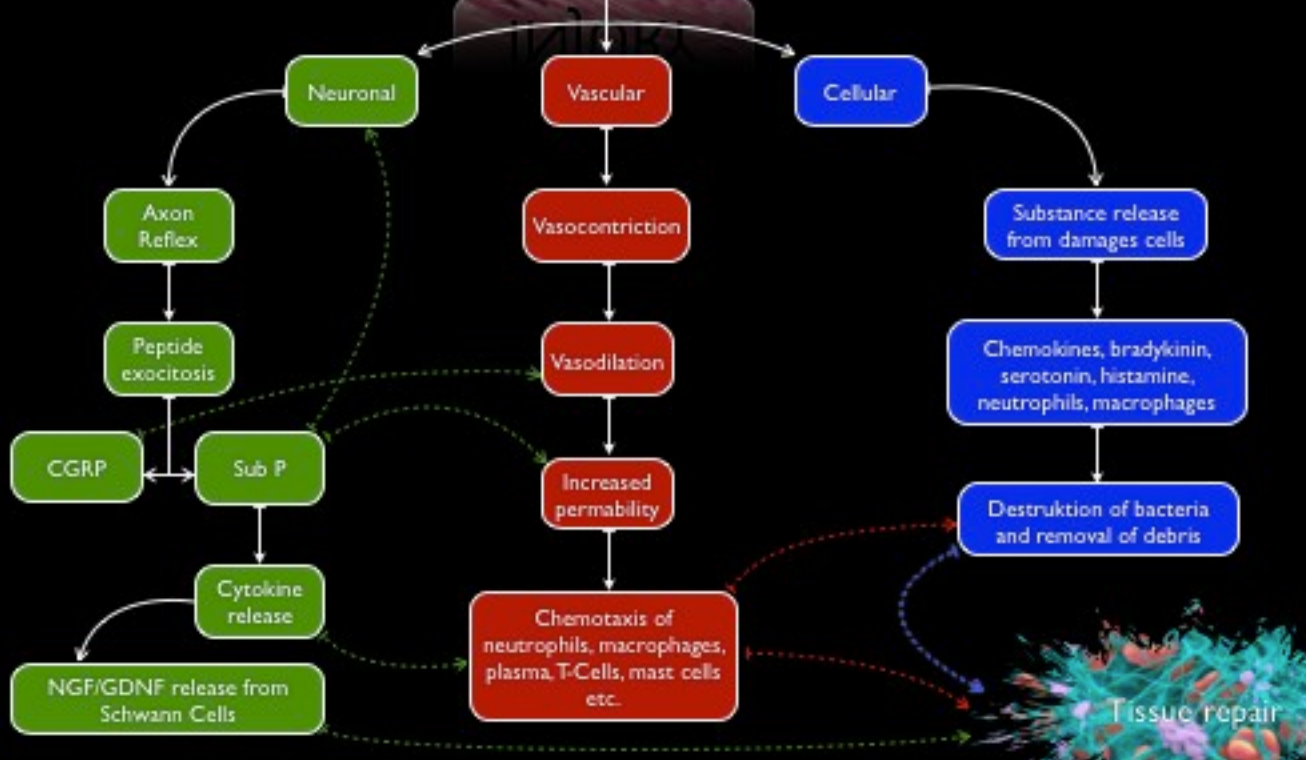 Neuronal
Vascular
Cellular
Axon
Reflex
Vasocontriction
Substance release
from damages cells
Peptide
exocitosis
Vasodilation
Chemokines, bradykinin,
serotonin, histamine,
neutrophils, macrophages
CGRP
Sub P
Increased
permability
Destruktion of bacteria
and removal of debris
Cytokine
release
Chemotaxis of
neutrophils, macrophages,
plasma, T-Cells, mast cells
etc.
NGF/GDNF release from
Schwann Cells
Tissue repair